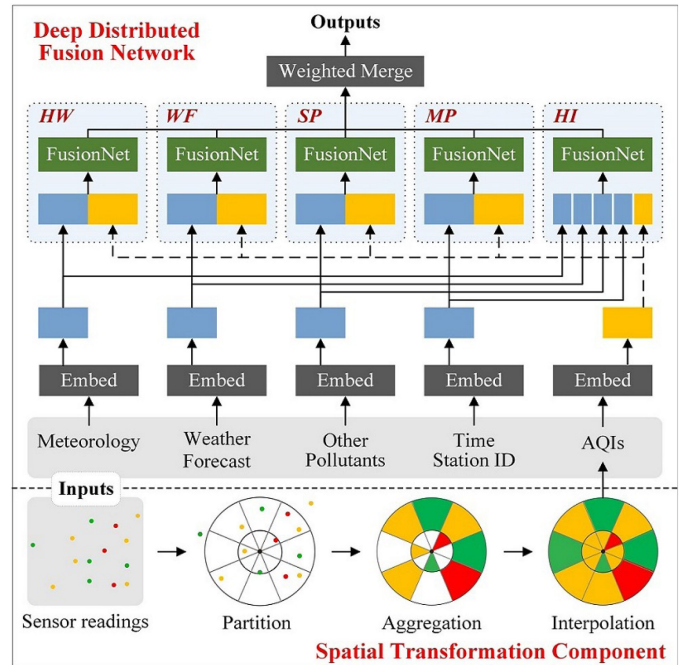 Outputs
Deep Distributed
Fusion Network
Weighted Merge
HW WF SP MP HI
FusionNet FusionNet FusionNet FusionNet FusionNet
Embed Embed Embed Embed Embed
Meteorology
Weather
Forecast
Other
Pollutants
Time
Station ID
AQIs
Inputs
Sensor readings Partition Aggregation Interpolation
Spatial Transformation Component